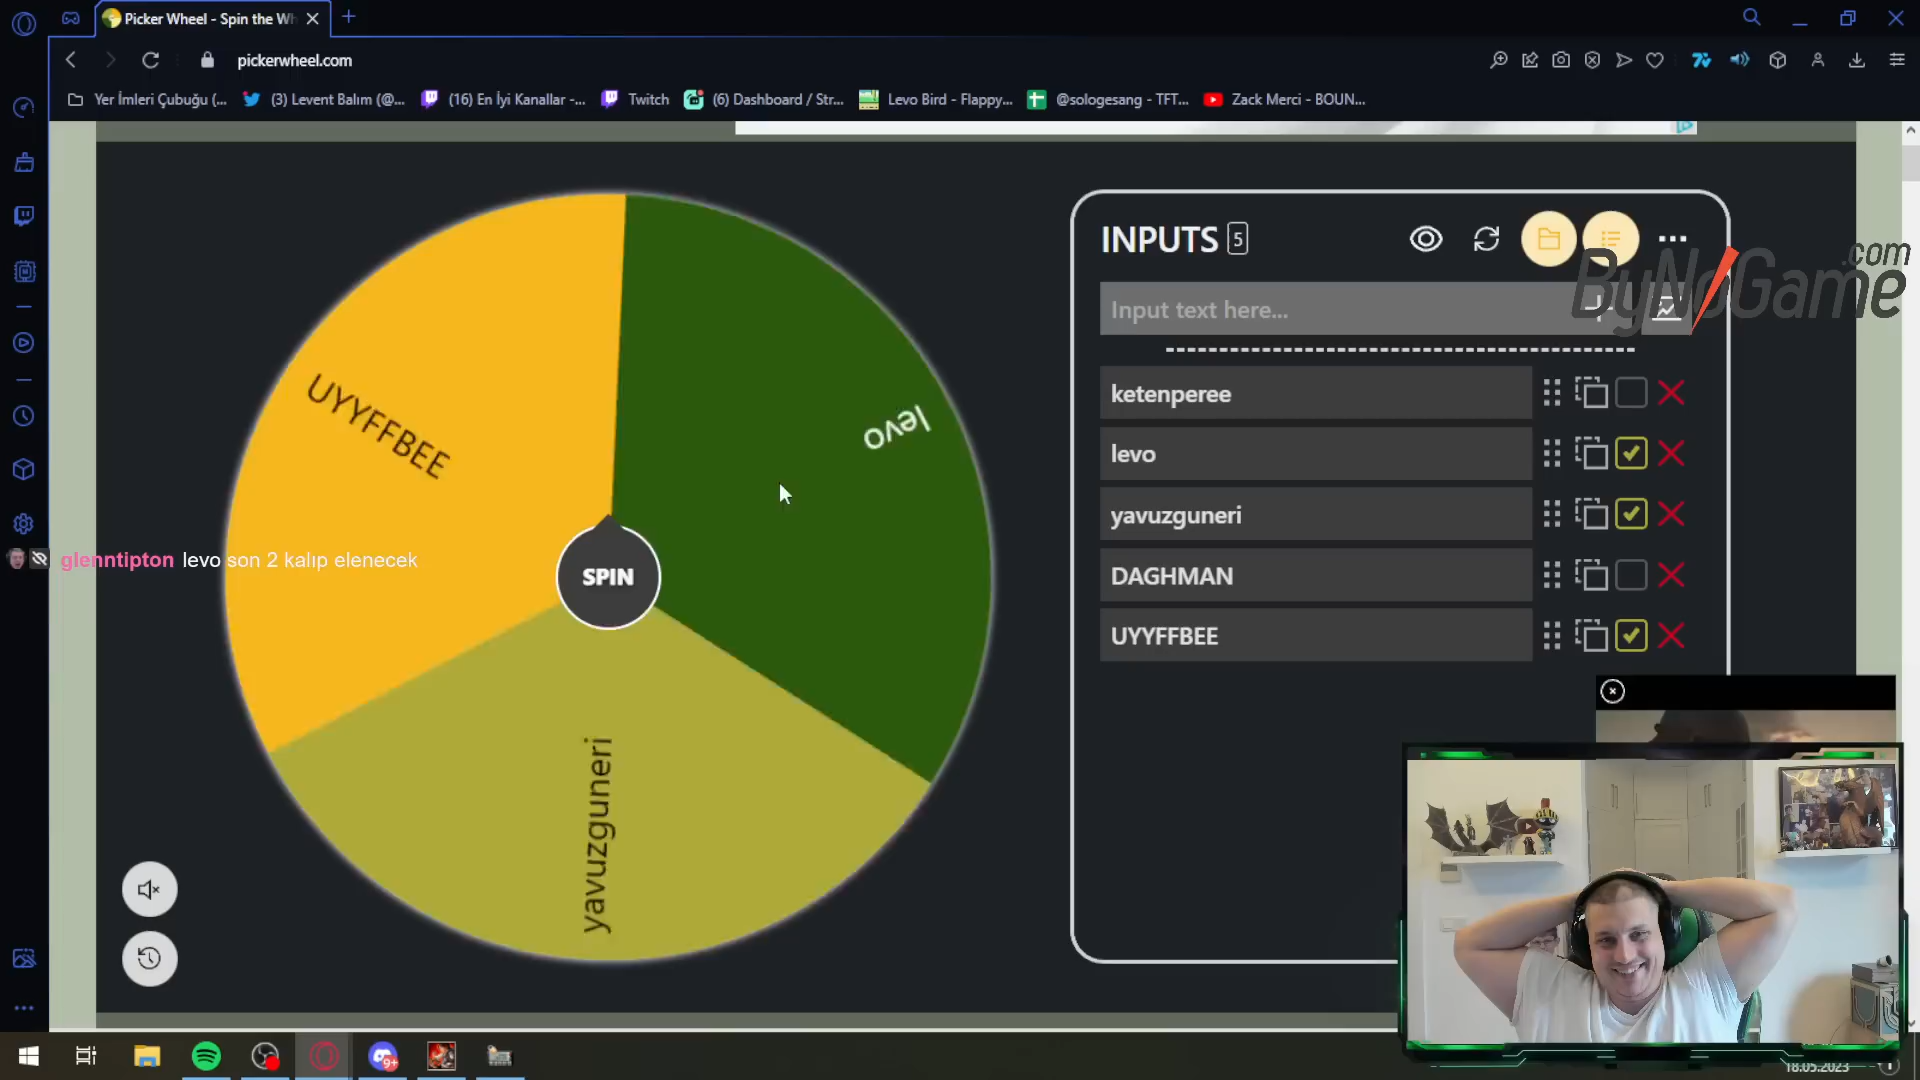 Picker Wheel - Spin the Wh
pickerwheel.com
Yer İmleri Çubuğu (...
(3) Levent Balım (@...
(16) En İyi Kanallar -...
Twitch
(6) Dashboard / Str...
Levo Bird - Flappy...
@sologesang - TFT...
Zack Merci - BOUN...
UYYFFBEE
levo
yavuzguneri
SPIN
glenntipton levo son 2 kalıp elenecek
INPUTS 5
ByNoGame.com
Input text here...
ketenperee
levo
yavuzguneri
DAGHMAN
UYYFFBEE
9+
18.05.2023